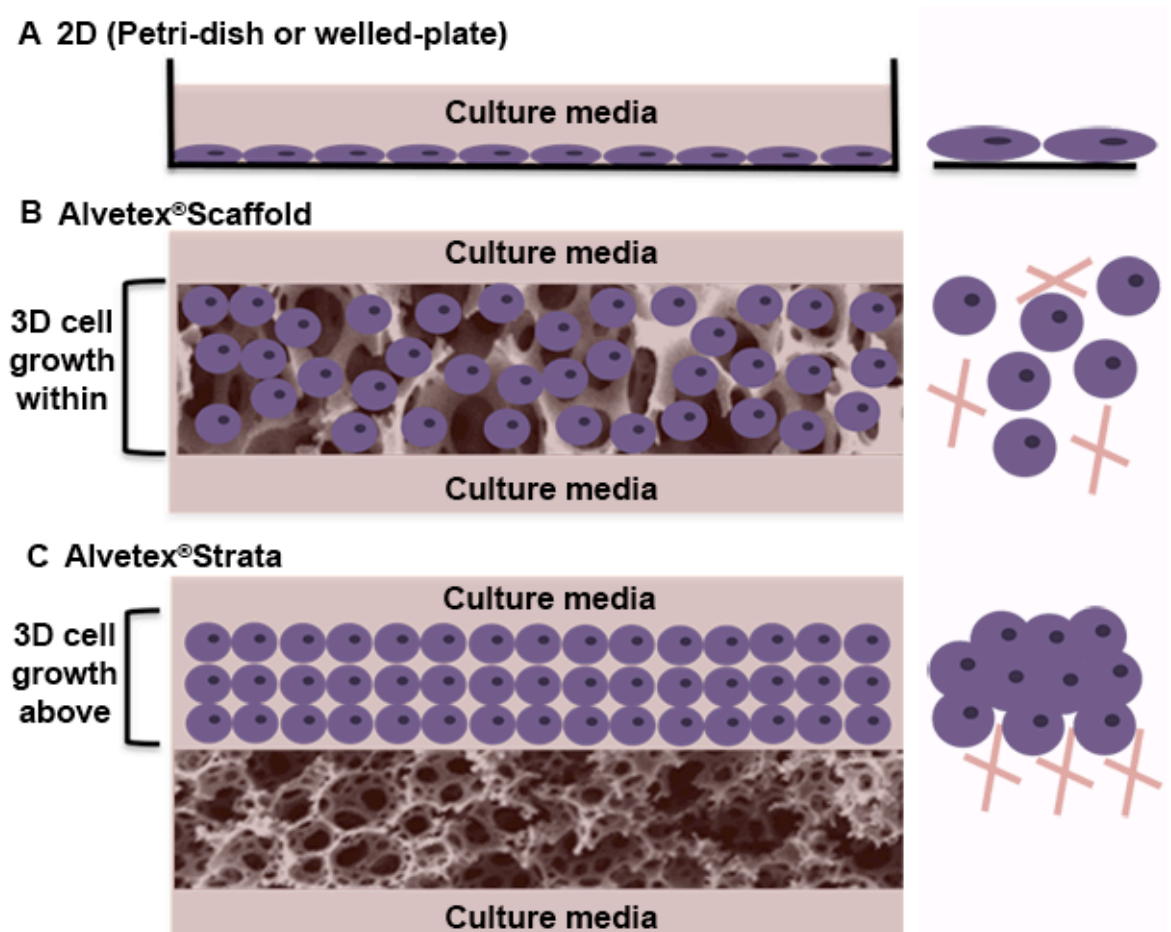 A 2D (Petri-dish or welled-plate)
Culture media
B Alvetex®Scaffold
Culture media
3D cell
growth
within
Culture media
C Alvetex®Strata
Culture media
3D cell
growth
above
Culture media